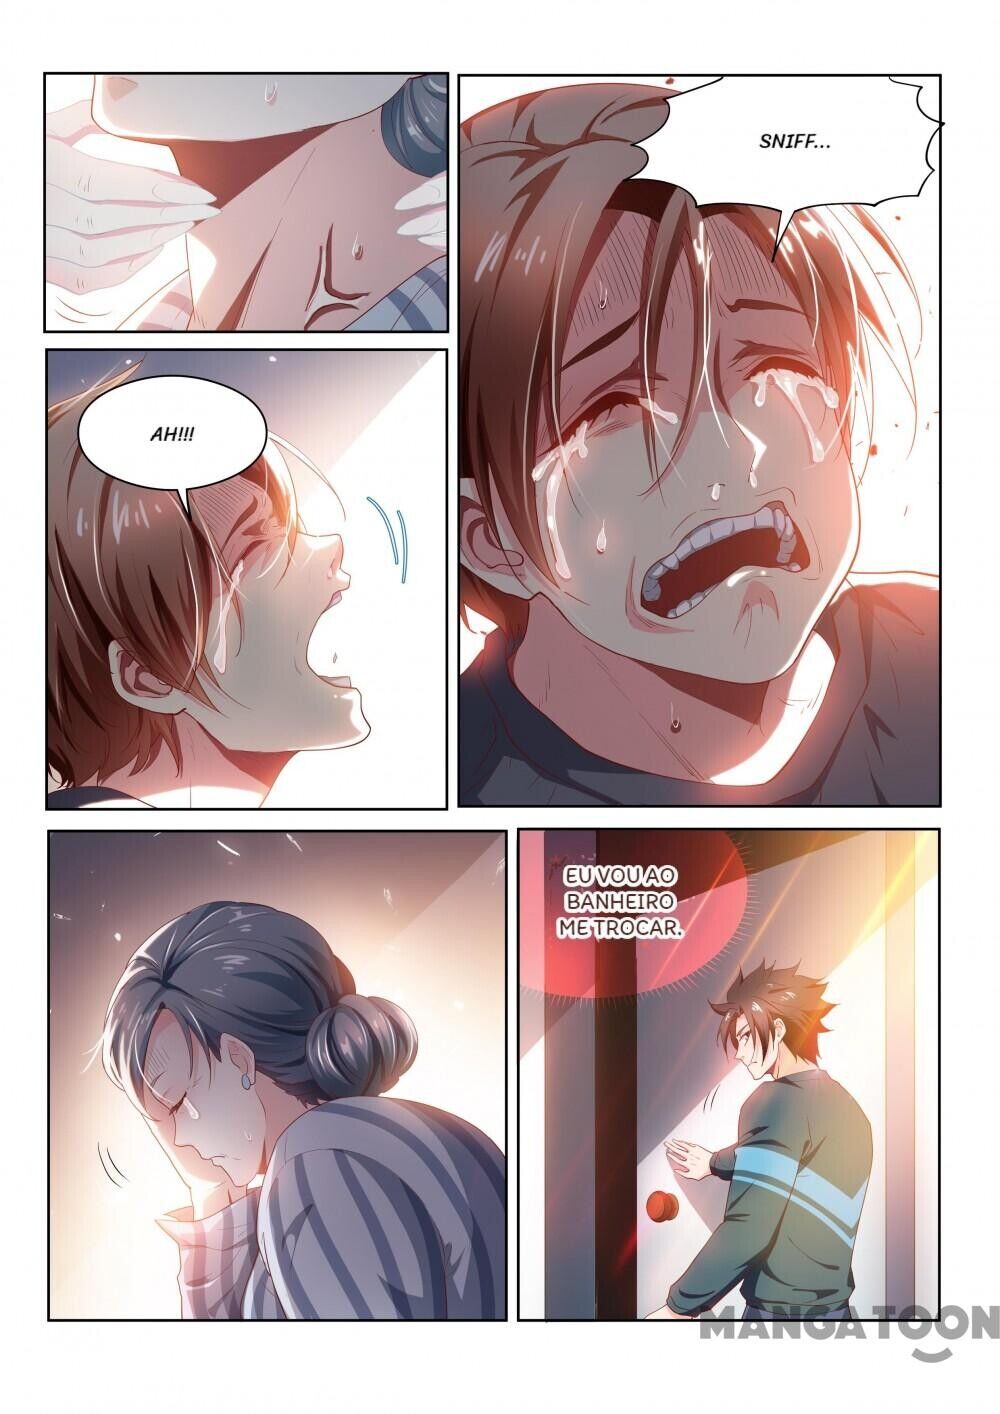 SNIFF...
AH!!!
EU VOU AO
BANHEIRO
ME TROCAR.
MANGATOON